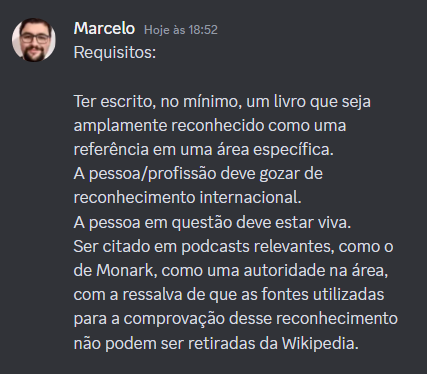 Marcelo Hoje às 18:52
Requisitos:
Ter escrito, no mínimo, um livro que seja
amplamente reconhecido como uma
referência em uma área específica.
A pessoa/profissão deve gozar de
reconhecimento internacional.
A pessoa em questão deve estar viva.
Ser citado em podcasts relevantes, como o
de Monark, como uma autoridade na área,
com a ressalva de que as fontes utilizadas
para a comprovação desse reconhecimento
não podem ser retiradas da Wikipedia.